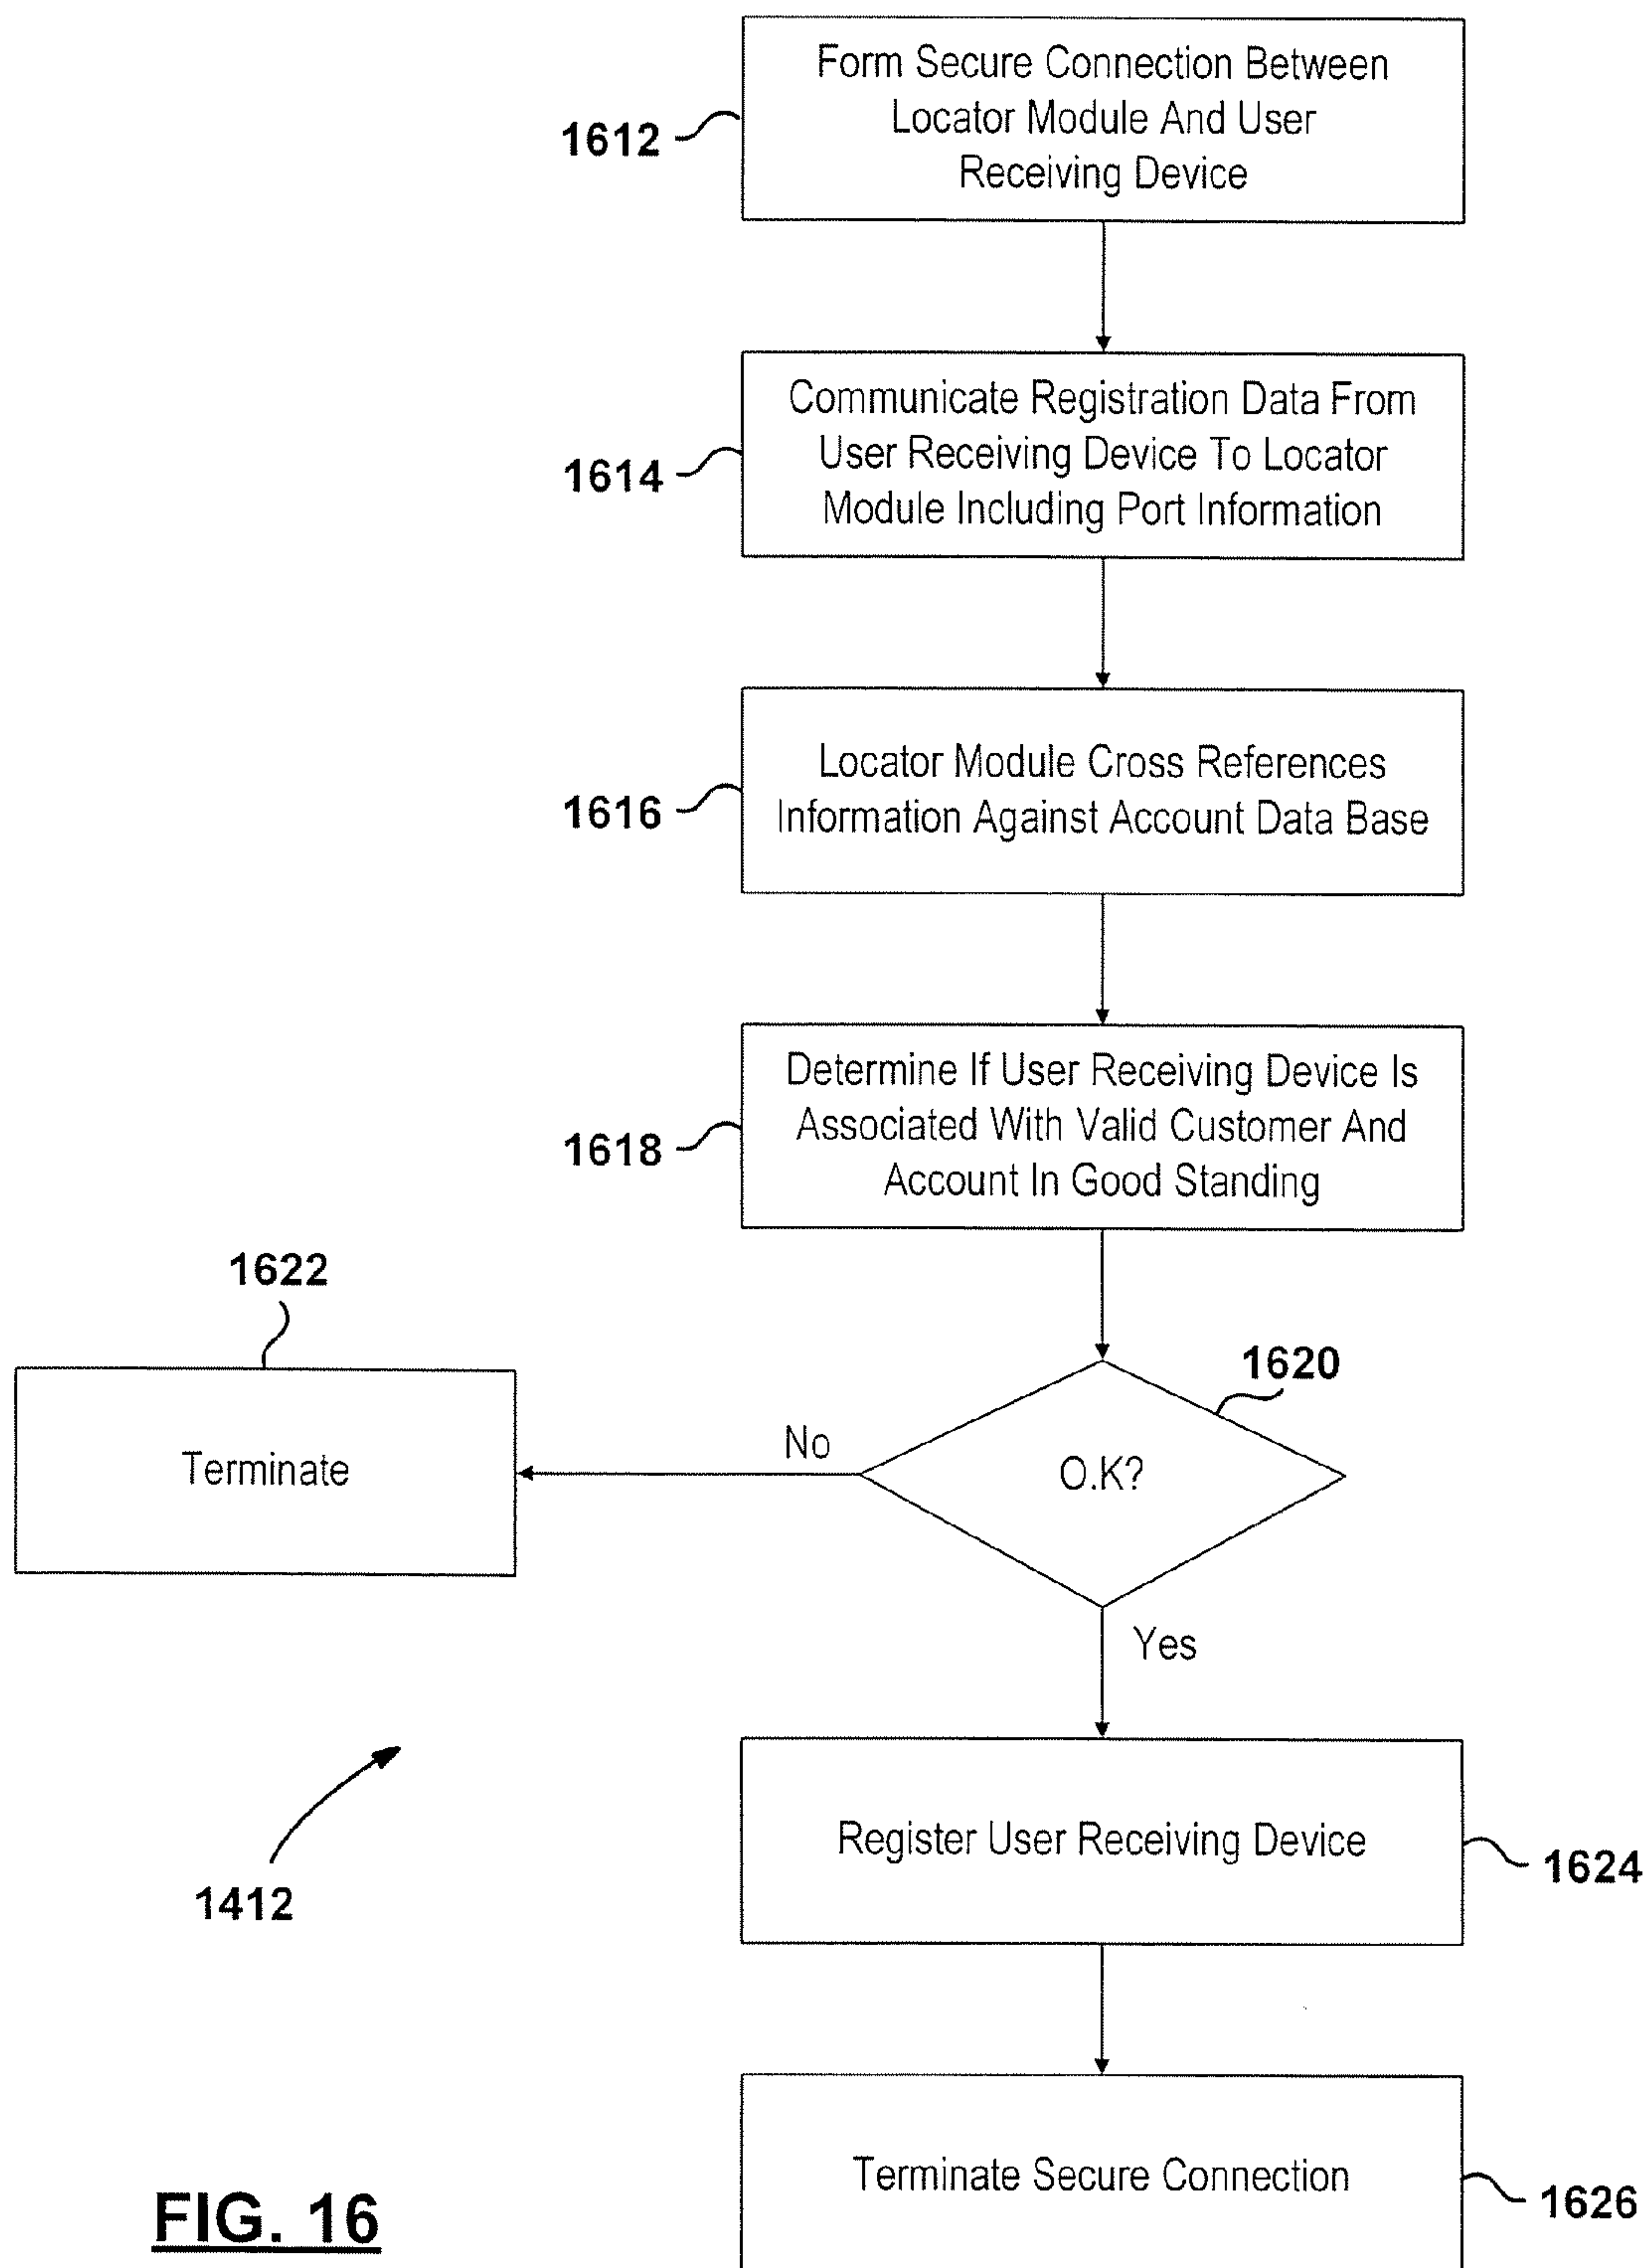 Form Secure Connection Between
Locator Module And User
Receiving Device
1612
Communicate Registration Data From
User Receiving Device To Locator
Module Including Port Information
1614
Locator Module Cross References
Information Against Account Data Base
1616
Determine If User Receiving Device Is
Associated With Valid Customer And
Account In Good Standing
1618
1622
Terminate
No
1620
O.K?
Yes
Register User Receiving Device
1624
1412
Terminate Secure Connection
1626
FIG. 16